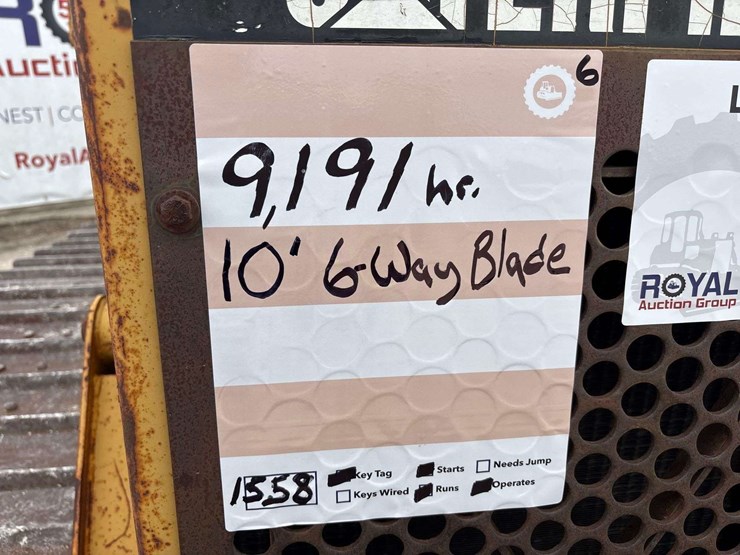 6
9,191 hr.
10' 6-Way Blade
1558
Key Tag Starts Needs Jump
Keys Wired Runs Operates
ROYAL
Auction Group
L
ucti
NEST | CO
RoyalA